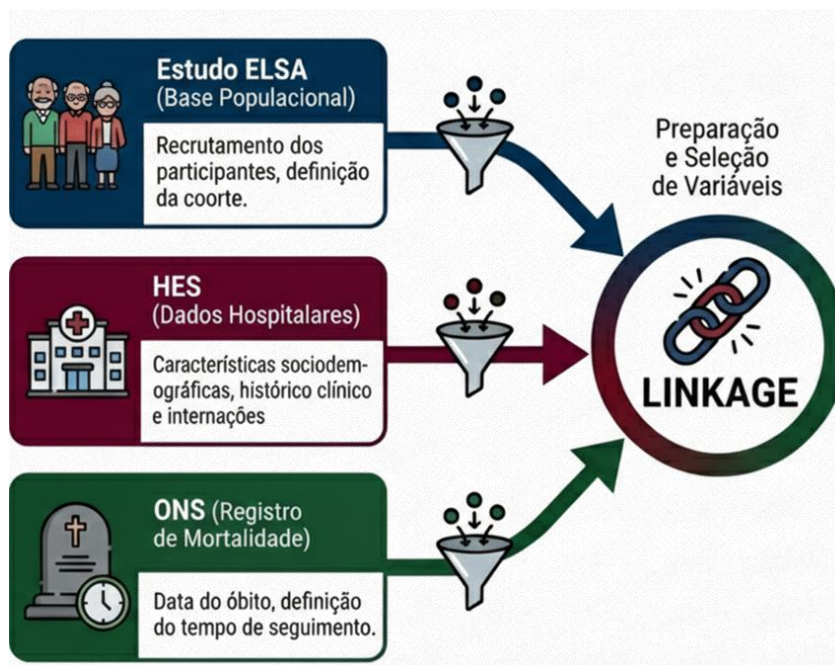 Estudo ELSA
(Base Populacional)
Recrutamento dos
participantes, definição
da coorte.
Preparação
e Seleção
de Variáveis
HES
(Dados Hospitalares)
Características sociodem-
ográficas, histórico clínico
e internações
LINKAGE
ONS (Registro
de Mortalidade)
Data do óbito, definição
do tempo de seguimento.